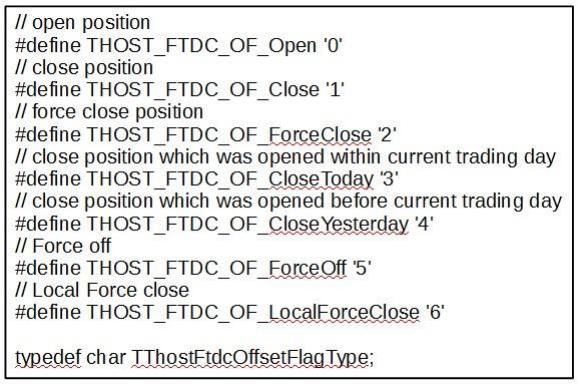 // open position
#define THOST_FTDC_OF_Open '0'
// close position
#define THOST_FTDC_OF_Close '1'
// force close position
#define THOST_FTDC_OF_ForceClose '2'
// close position which was opened within current trading day
#define THOST_FTDC_OF_CloseToday '3'
// close position which was opened before current trading day
#define THOST_FTDC_OF_CloseYesterday '4'
// Force off
#define THOST_FTDC_OF_ForceOff '5'
// Local Force close
#define THOST_FTDC_OF_LocalForceClose '6'
typedef char TThostFtdcOffsetFlagType;